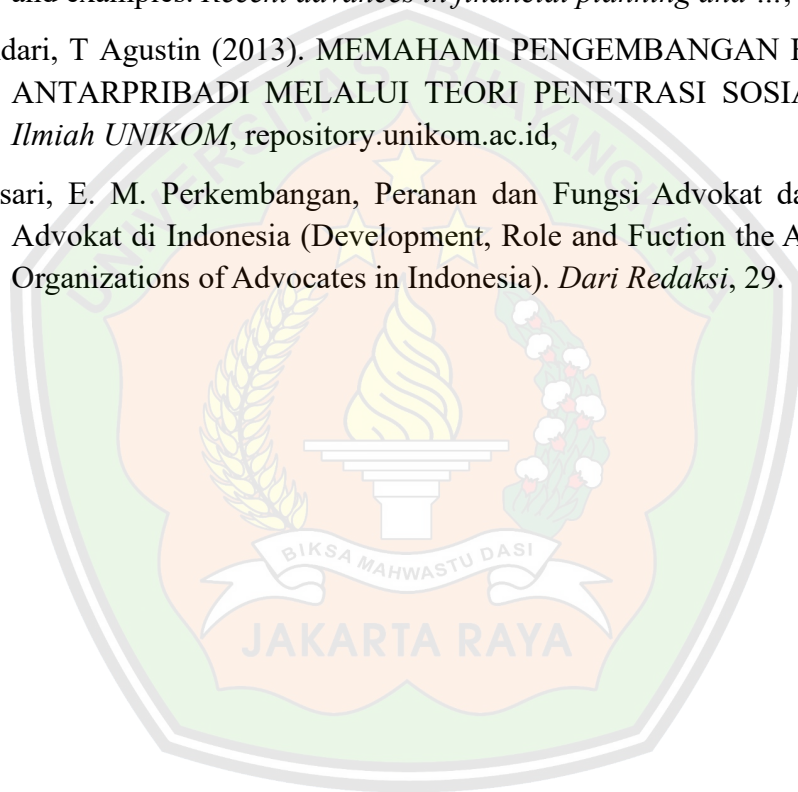 and examples. Recent advances in financial planning and ...,
dari, T Agustin (2013). MEMAHAMI PENGEMBANGAN
ANTARPRIBADI MELALUI TEORI PENETRASI
Ilmiah UNIKOM, repository.unikom.ac.id,
sari, E. M. Perkembangan, Peranan dan Fungsi Advokat
Advokat di Indonesia (Development, Role and Fuction the
Organizations of Advocates in Indonesia). Dari Redaksi, 29.
UNIVERSITAS BHAYANGKARA
BIKSA MAHWASTU DASI
JAKARTA RAYA